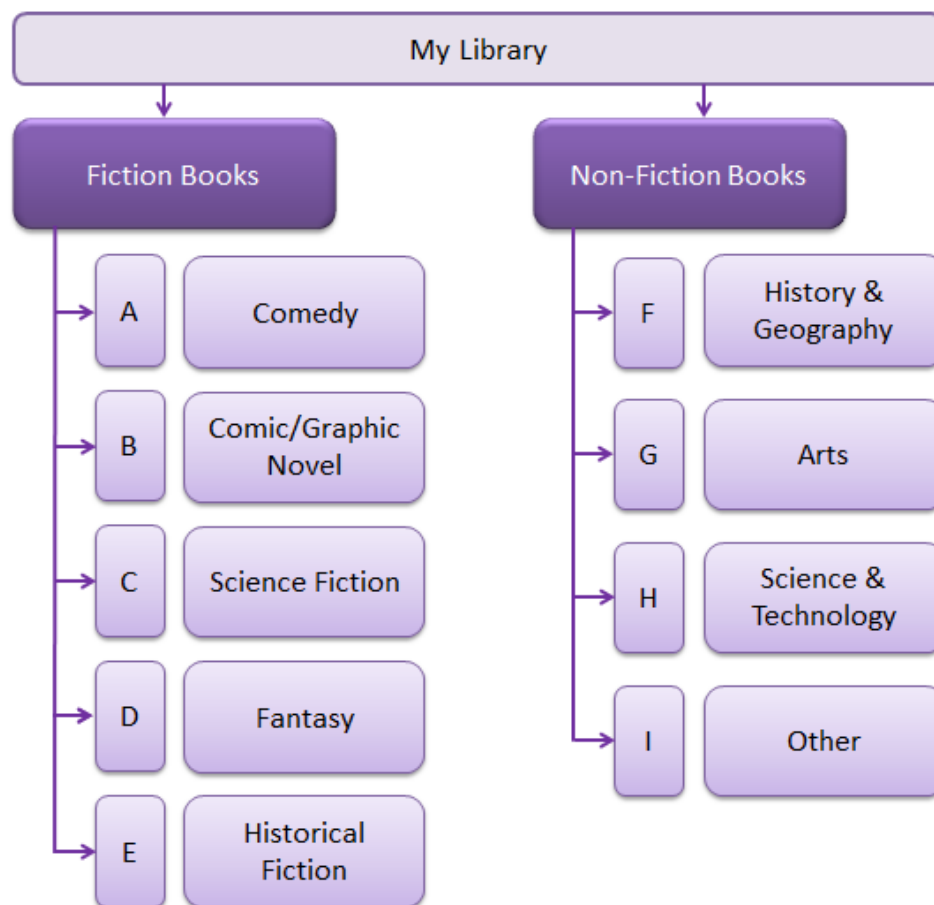 My Library
Fiction Books
A
Comedy
B
Comic/Graphic
Novel
C
Science Fiction
D
Fantasy
E
Historical
Fiction
Non-Fiction Books
F
History &
Geography
G
Arts
H
Science &
Technology
I
Other